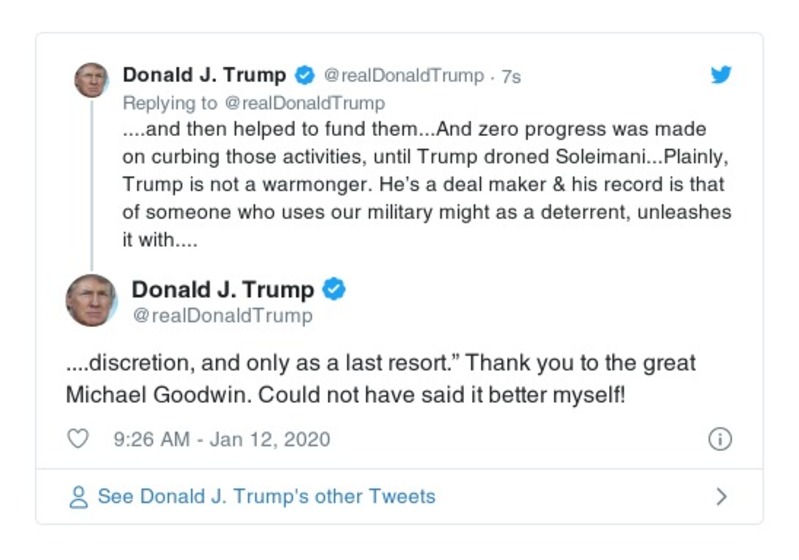 Donald J. Trump @realDonaldTrump · 7s
Replying to @realDonaldTrump
....and then helped to fund them...And zero progress was made
on curbing those activities, until Trump droned Soleimani...Plainly,
Trump is not a warmonger. He’s a deal maker & his record is that
of someone who uses our military might as a deterrent, unleashes
it with....
Donald J. Trump
@realDonaldTrump
....discretion, and only as a last resort.” Thank you to the great
Michael Goodwin. Could not have said it better myself!
9:26 AM - Jan 12, 2020
See Donald J. Trump's other Tweets